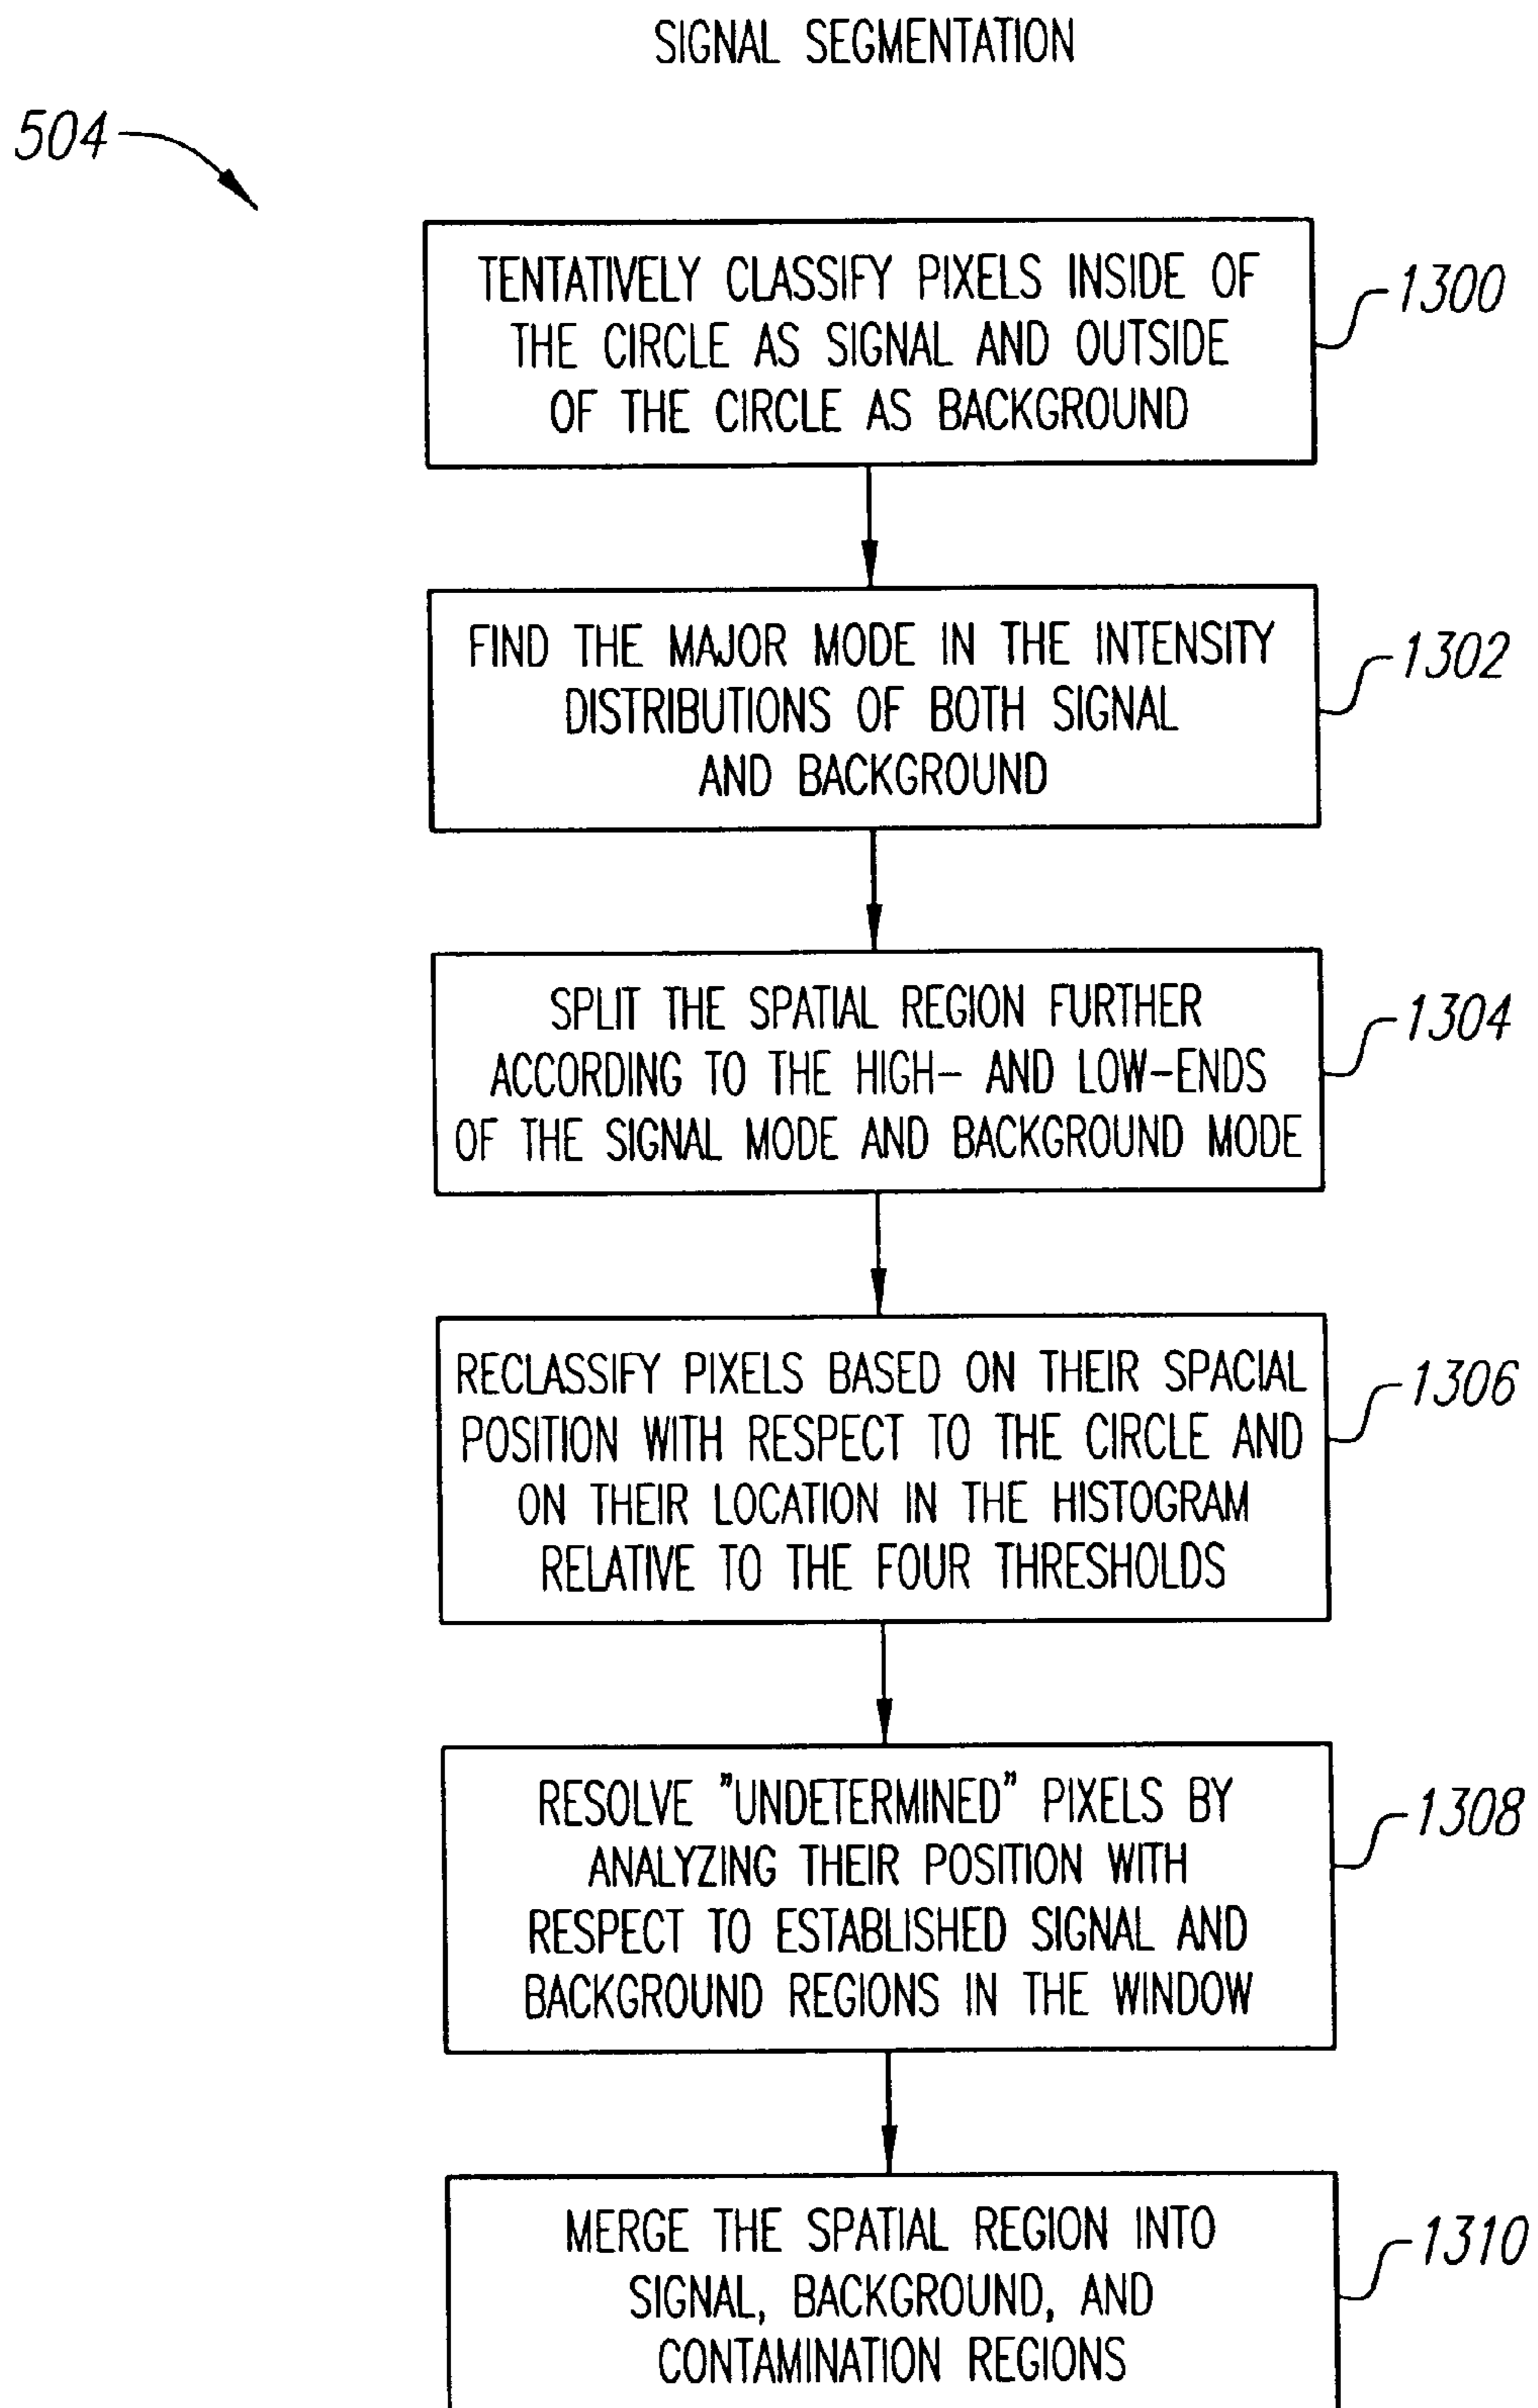 SIGNAL SEGMENTATION
504
TENTATIVELY CLASSIFY PIXELS INSIDE OF
THE CIRCLE AS SIGNAL AND OUTSIDE
OF THE CIRCLE AS BACKGROUND
1300
FIND THE MAJOR MODE IN THE INTENSITY
DISTRIBUTIONS OF BOTH SIGNAL
AND BACKGROUND
1302
SPLIT THE SPATIAL REGION FURTHER
ACCORDING TO THE HIGH- AND LOW-ENDS
OF THE SIGNAL MODE AND BACKGROUND MODE
1304
RECLASSIFY PIXELS BASED ON THEIR SPACIAL
POSITION WITH RESPECT TO THE CIRCLE AND
ON THEIR LOCATION IN THE HISTOGRAM
RELATIVE TO THE FOUR THRESHOLDS
1306
RESOLVE "UNDETERMINED" PIXELS BY
ANALYZING THEIR POSITION WITH
RESPECT TO ESTABLISHED SIGNAL AND
BACKGROUND REGIONS IN THE WINDOW
1308
MERGE THE SPATIAL REGION INTO
SIGNAL, BACKGROUND, AND
CONTAMINATION REGIONS
1310